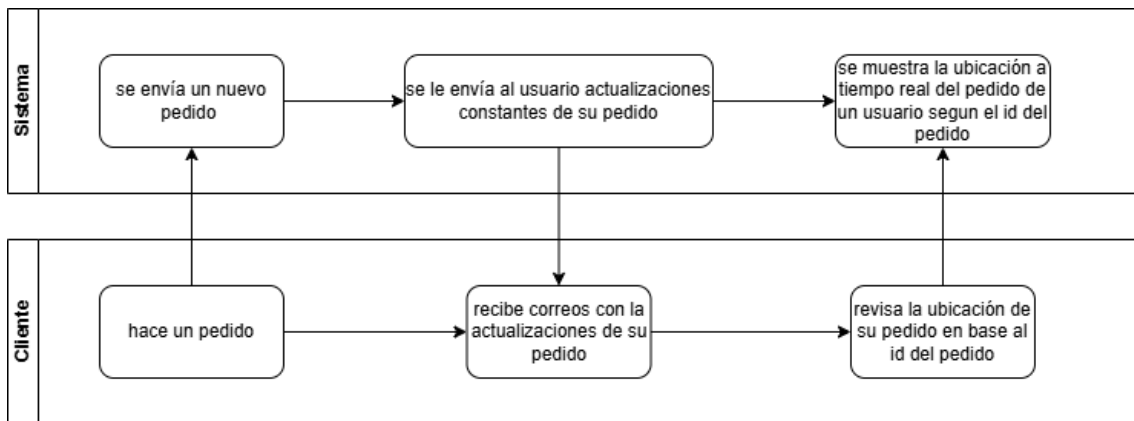 Sistema
se envía un nuevo
pedido
se le envía al usuario actualizaciones
constantes de su pedido
se muestra la ubicación a
tiempo real del pedido de
un usuario segun el id del
pedido
Cliente
hace un pedido
recibe correos con la
actualizaciones de su
pedido
revisa la ubicación de
su pedido en base al
id del pedido